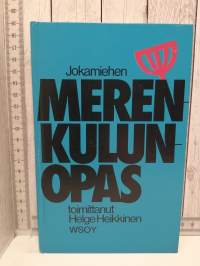 Jokamiehen
MEREN
KULUN-
OPAS
toimittanut
Helge Heikkinen
WSOY